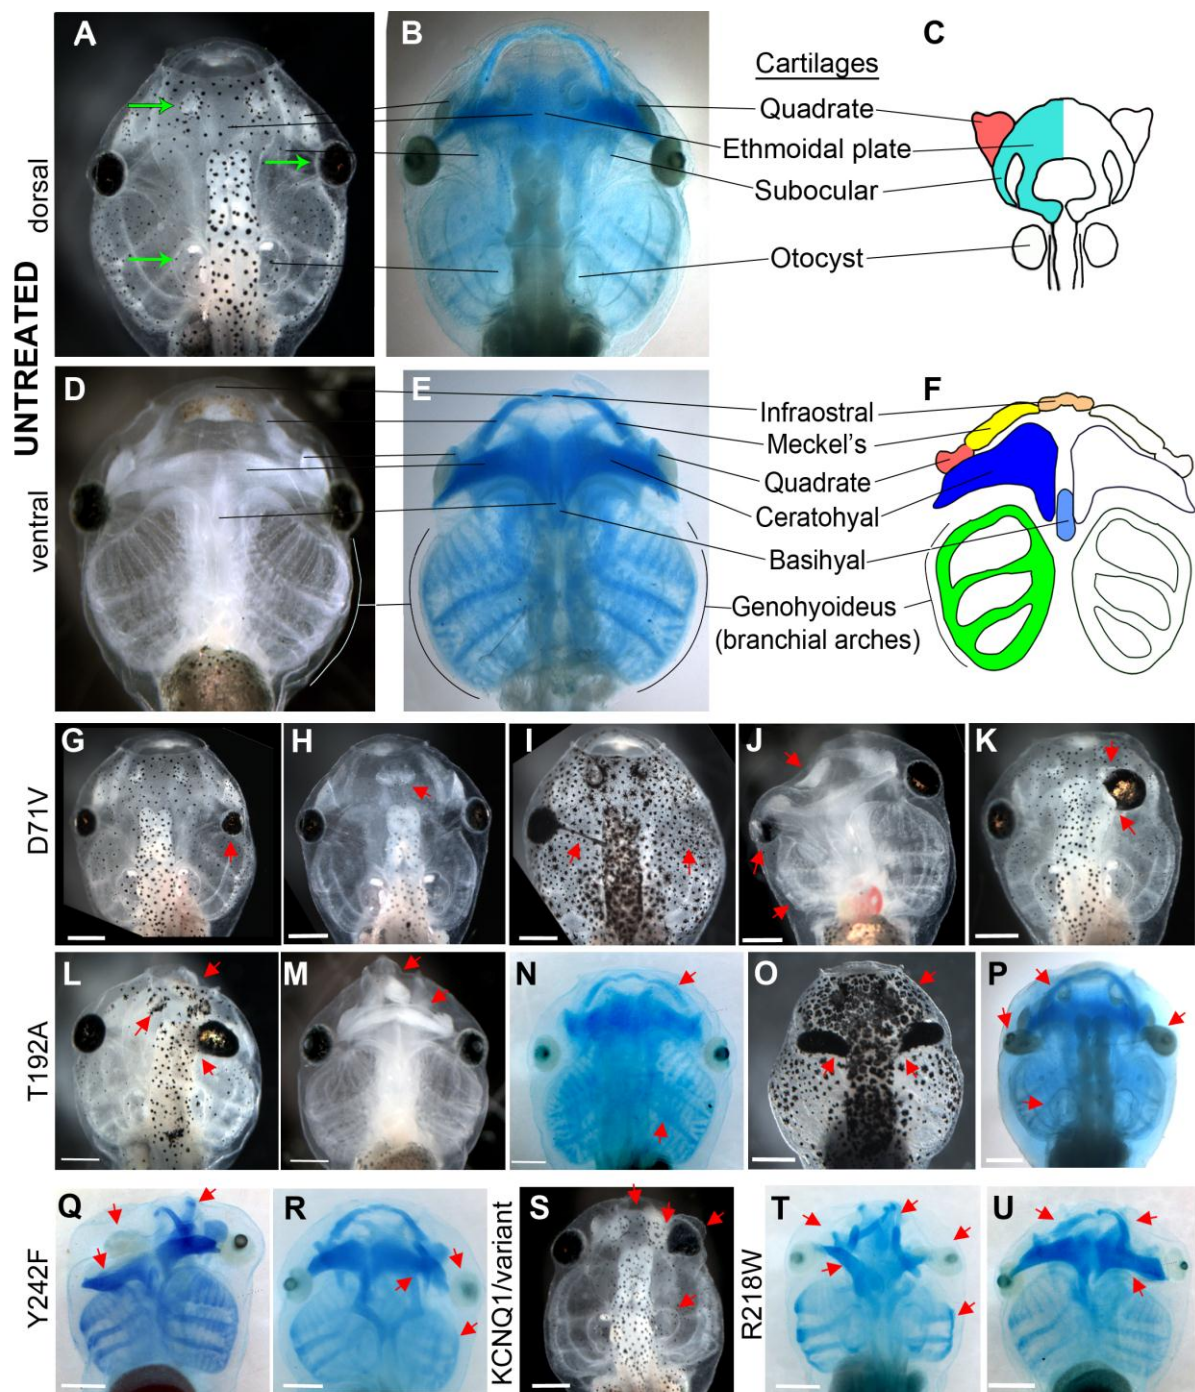 A
B
C
Cartilages
Quadrate
Ethmoidal plate
Subocular
Otocyst
dorsal
UNTREATED
D
E
F
Infraostral
Meckel's
Quadrate
Ceratohyal
Basihyal
Genohyoideus
(branchial arches)
ventral
D71V
G
H
I
J
K
T192A
L
M
N
O
P
Y242F
Q
R
KCNQ1/variant
S
R218W
T
U